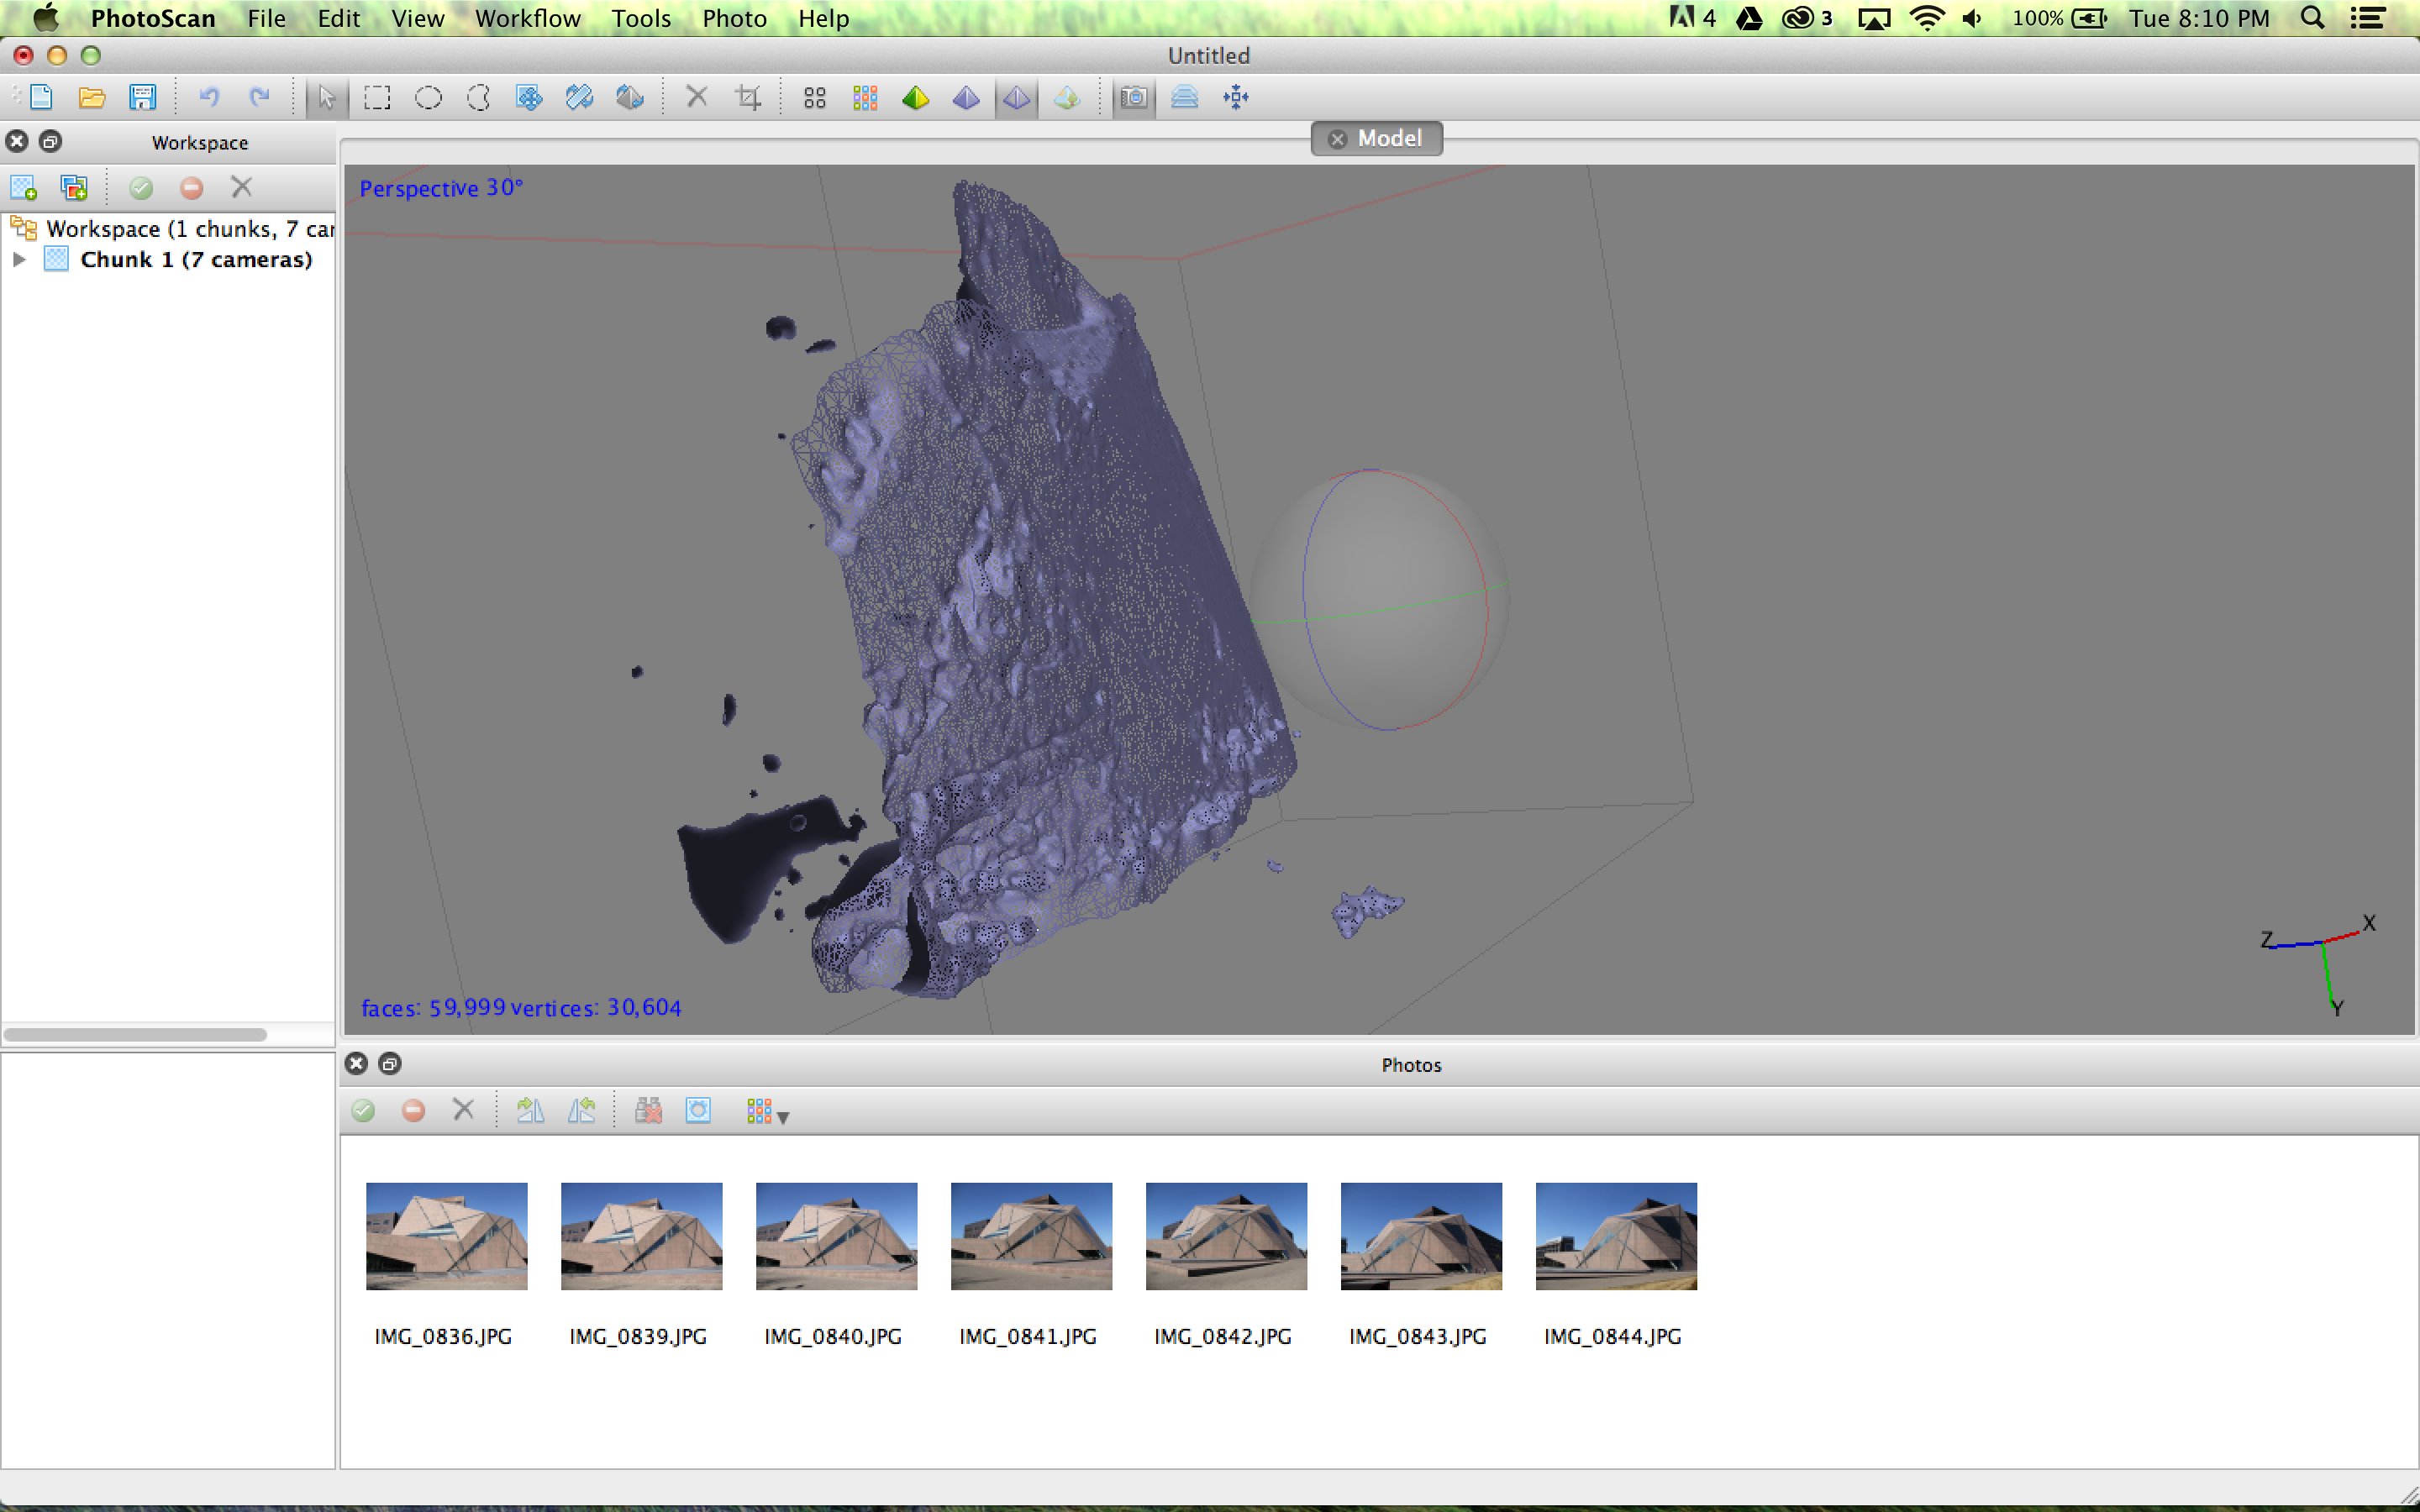 PhotoScan File Edit View Workflow Tools Photo Help 4 3 100% Tue 8:10 PM
Untitled
Workspace
Model
Perspective 30°
Workspace (1 chunks, 7 car
Chunk 1 (7 cameras)
X
Z
Y
faces: 59,999 vertices: 30,604
Photos
IMG_0836.JPG IMG_0839.JPG IMG_0840.JPG IMG_0841.JPG IMG_0842.JPG IMG_0843.JPG IMG_0844.JPG